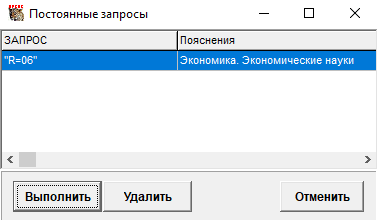 Постоянные запросы
ЗАПРОС Пояснения
"R=06" Экономика. Экономические науки
Выполнить Удалить Отменить